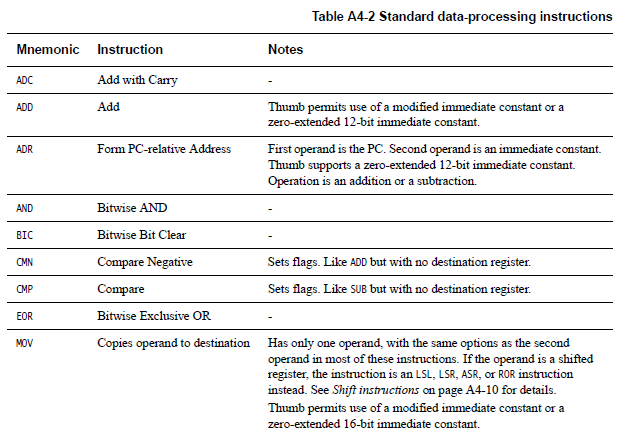 Table A4-2 Standard data-processing instructions
Mnemonic Instruction Notes
ADC Add with Carry -
ADD Add Thumb permits use of a modified immediate constant or a
zero-extended 12-bit immediate constant.
ADR Form PC-relative Address First operand is the PC. Second operand is an immediate constant.
Thumb supports a zero-extended 12-bit immediate constant.
Operation is an addition or a subtraction.
AND Bitwise AND -
BIC Bitwise Bit Clear -
CMN Compare Negative Sets flags. Like ADD but with no destination register.
CMP Compare Sets flags. Like SUB but with no destination register.
EOR Bitwise Exclusive OR -
MOV Copies operand to destination Has only one operand, with the same options as the second
operand in most of these instructions. If the operand is a shifted
register, the instruction is an LSL, LSR, ASR, or ROR instruction
instead. See Shift instructions on page A4-10 for details.
Thumb permits use of a modified immediate constant or a
zero-extended 16-bit immediate constant.